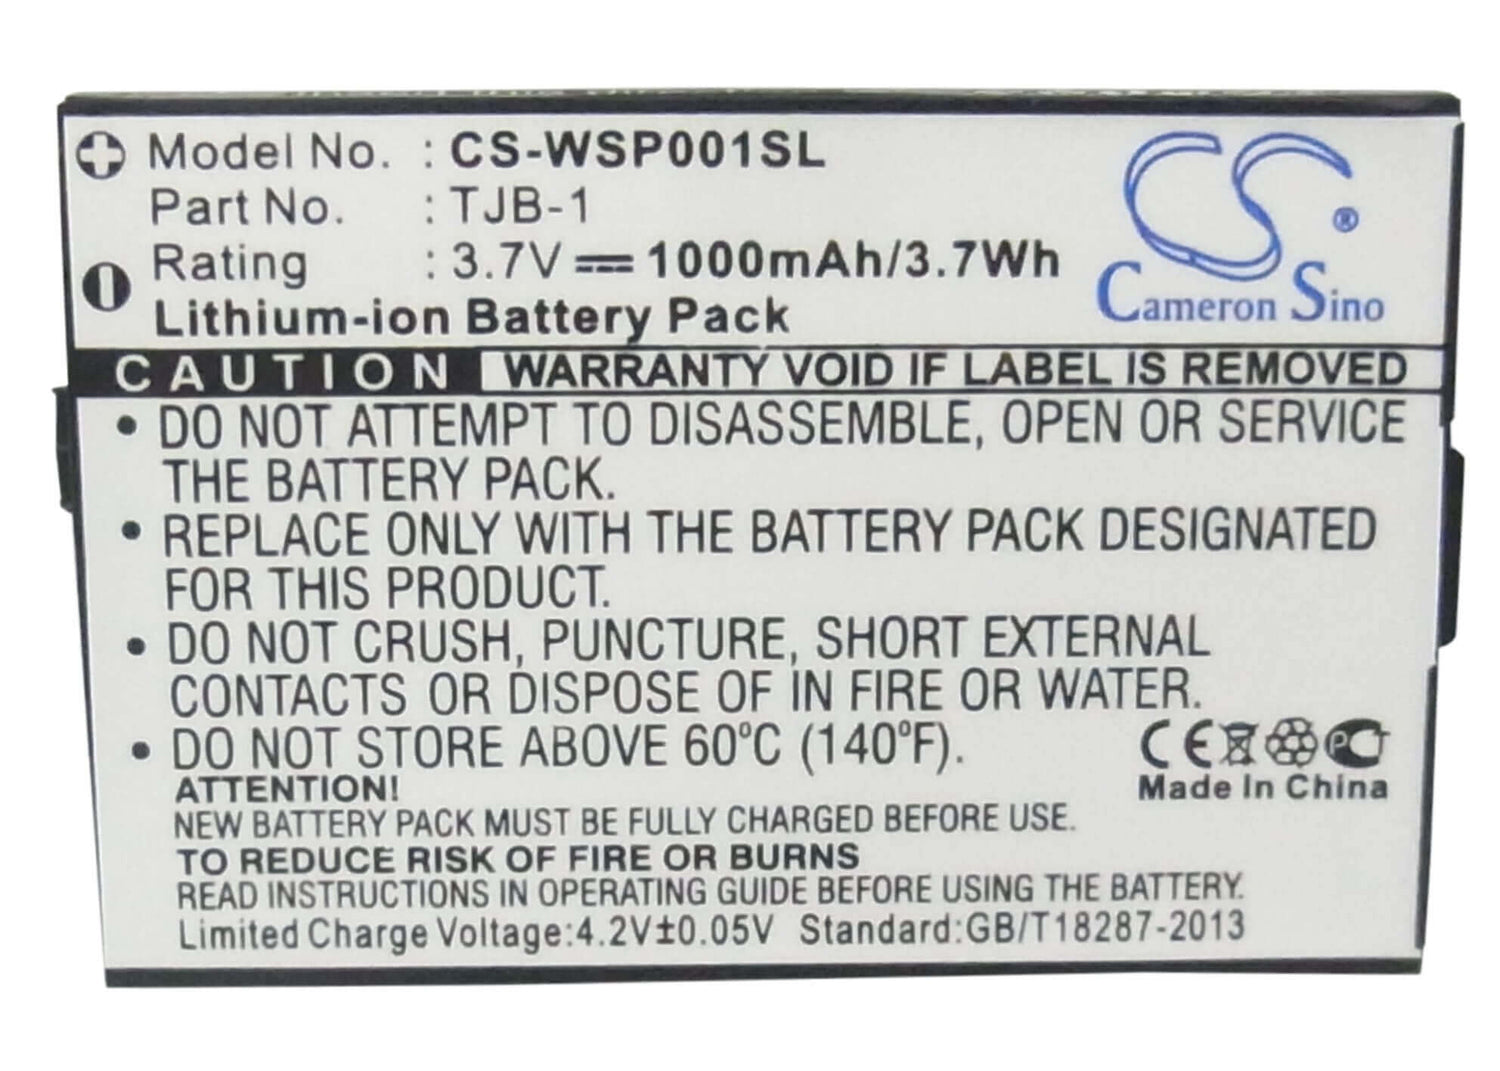 Model No. : CS-WSP001SL
Part No. : TJB-1
Rating : 3.7V 1000mAh/3.7Wh
Lithium-ion Battery Pack
CS ®
Cameron Sino
CAUTION WARRANTY VOID IF LABEL IS REMOVED
• DO NOT ATTEMPT TO DISASSEMBLE, OPEN OR SERVICE
THE BATTERY PACK.
• REPLACE ONLY WITH THE BATTERY PACK DESIGNATED
FOR THIS PRODUCT.
• DO NOT CRUSH, PUNCTURE, SHORT EXTERNAL
CONTACTS OR DISPOSE OF IN FIRE OR WATER.
• DO NOT STORE ABOVE 60ºC (140ºF).
CE PC
Made In China
ATTENTION!
NEW BATTERY PACK MUST BE FULLY CHARGED BEFORE USE.
TO REDUCE RISK OF FIRE OR BURNS
READ INSTRUCTIONS IN OPERATING GUIDE BEFORE USING THE BATTERY.
Limited Charge Voltage:4.2V±0.05V Standard:GB/T18287-2013